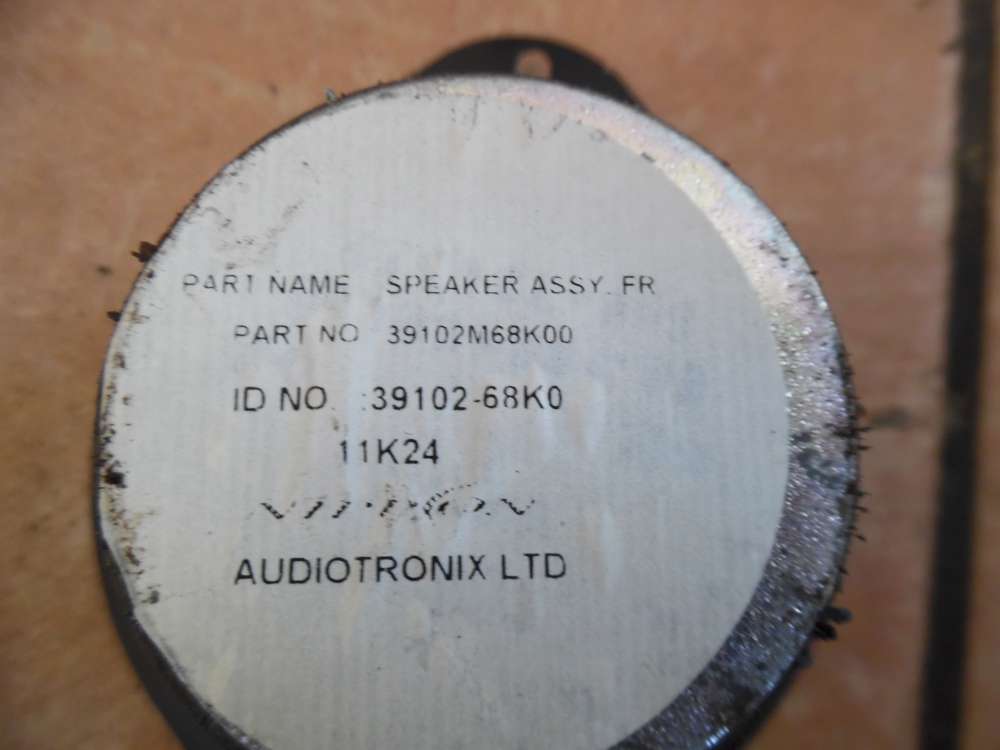 PART NAME SPEAKER ASSY. FR
PART NO 39102M68K00
ID NO. :39102-68K0
11K24
AUDIOTRONIX LTD